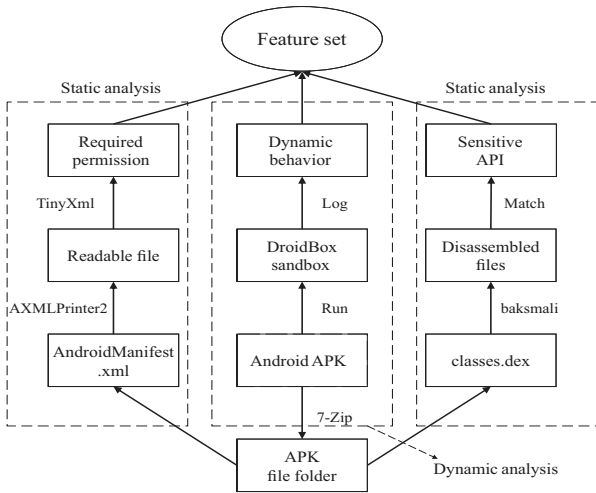 Feature set
Static analysis
Static analysis
Required
permission
Dynamic
behavior
Sensitive
API
TinyXml
Log
Match
Readable file
DroidBox
sandbox
Disassembled
files
AXMLPrinter2
Run
baksmali
AndroidManifest
.xml
Android APK
classes.dex
7-Zip
APK
file folder
Dynamic analysis